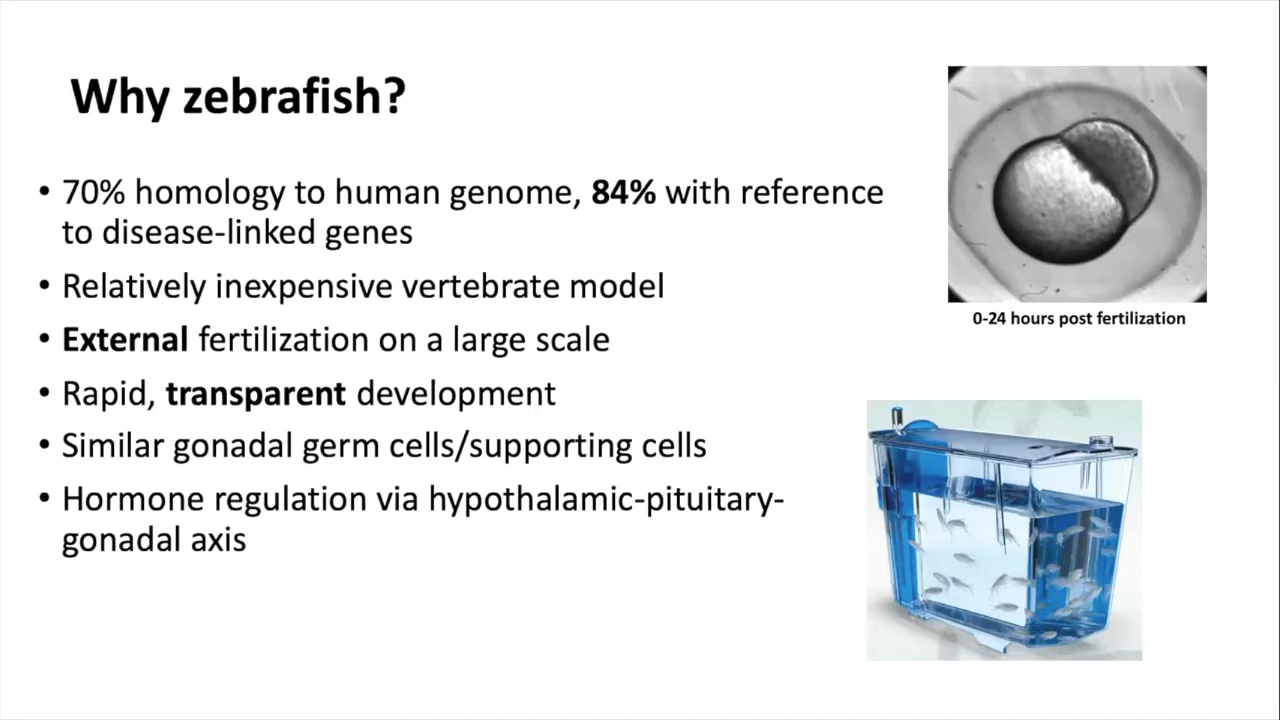 Why zebrafish?
• 70% homology to human genome, 84% with reference
to disease-linked genes
• Relatively inexpensive vertebrate model
• External fertilization on a large scale
• Rapid, transparent development
• Similar gonadal germ cells/supporting cells
• Hormone regulation via hypothalamic-pituitary-
gonadal axis
0-24 hours post fertilization